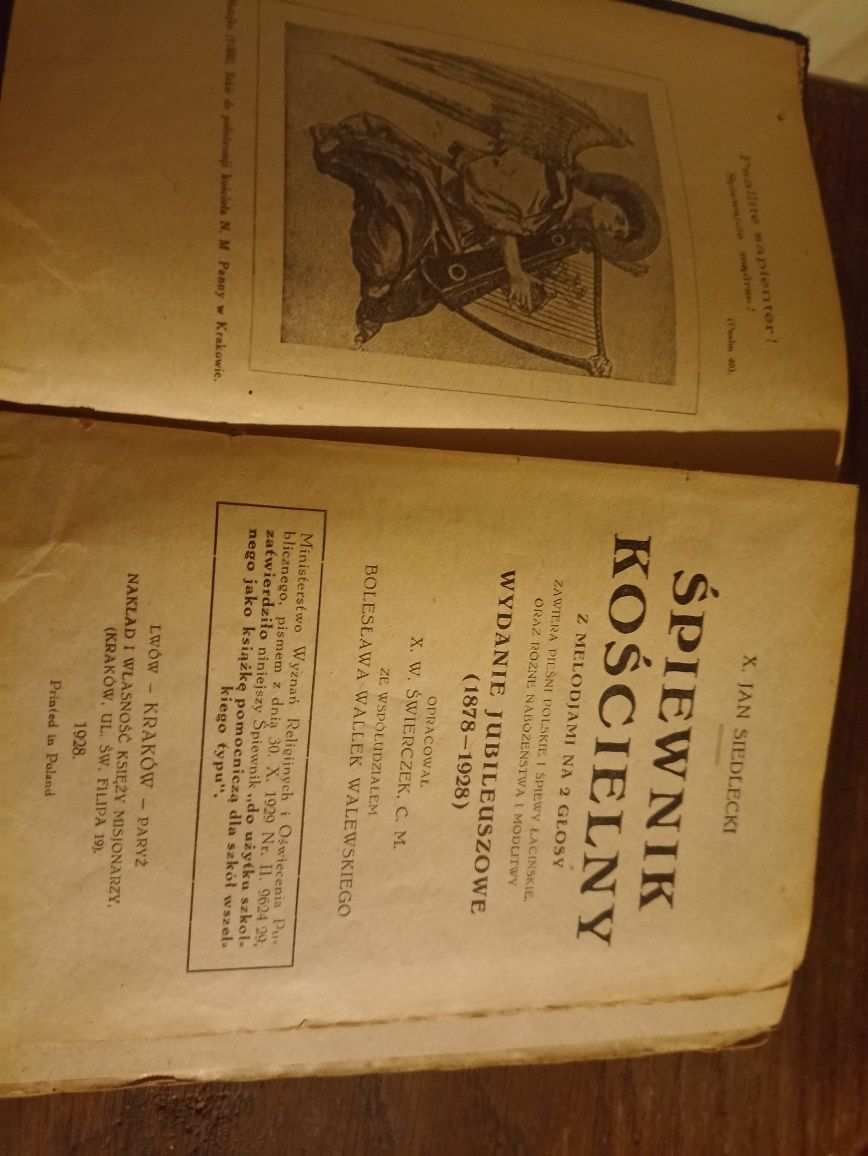 Psallite sapienter!
Śpiewajcie mądrze!
(Psalm 46).
Matejko (†1893). Szkic do polichromji kościoła N. M. Panny w Krakowie.
X. JAN SIEDLECKI
ŚPIEWNIK
KOŚCIELNY
Z MELODJAMI NA 2 GŁOSY
ZAWIERA PIEŚNI POLSKIE I ŚPIEWY ŁACIŃSKIE,
ORAZ RÓŻNE NABOŻEŃSTWA I MODLITWY
WYDANIE JUBILEUSZOWE
(1878—1928)
OPRACOWAŁ
X. W. ŚWIERCZEK, C. M.
ZE WSPÓŁUDZIAŁEM
BOLESŁAWA WALLEK WALEWSKIEGO
Ministerstwo Wyznań Religijnych i Oświecenia Pu-
blicznego, pismem z dnia 30. X. 1929 Nr. II. 9624 29,
zatwierdziło niniejszy Śpiewnik „do użytku szkol-
nego jako książkę pomocniczą dla szkół wszel-
kiego typu".
LWÓW — KRAKÓW — PARYŻ
NAKŁAD I WŁASNOŚĆ KSIĘŻY MISJONARZY,
(KRAKÓW, UL. ŚW. FILIPA 19).
1928.
Printed in Poland